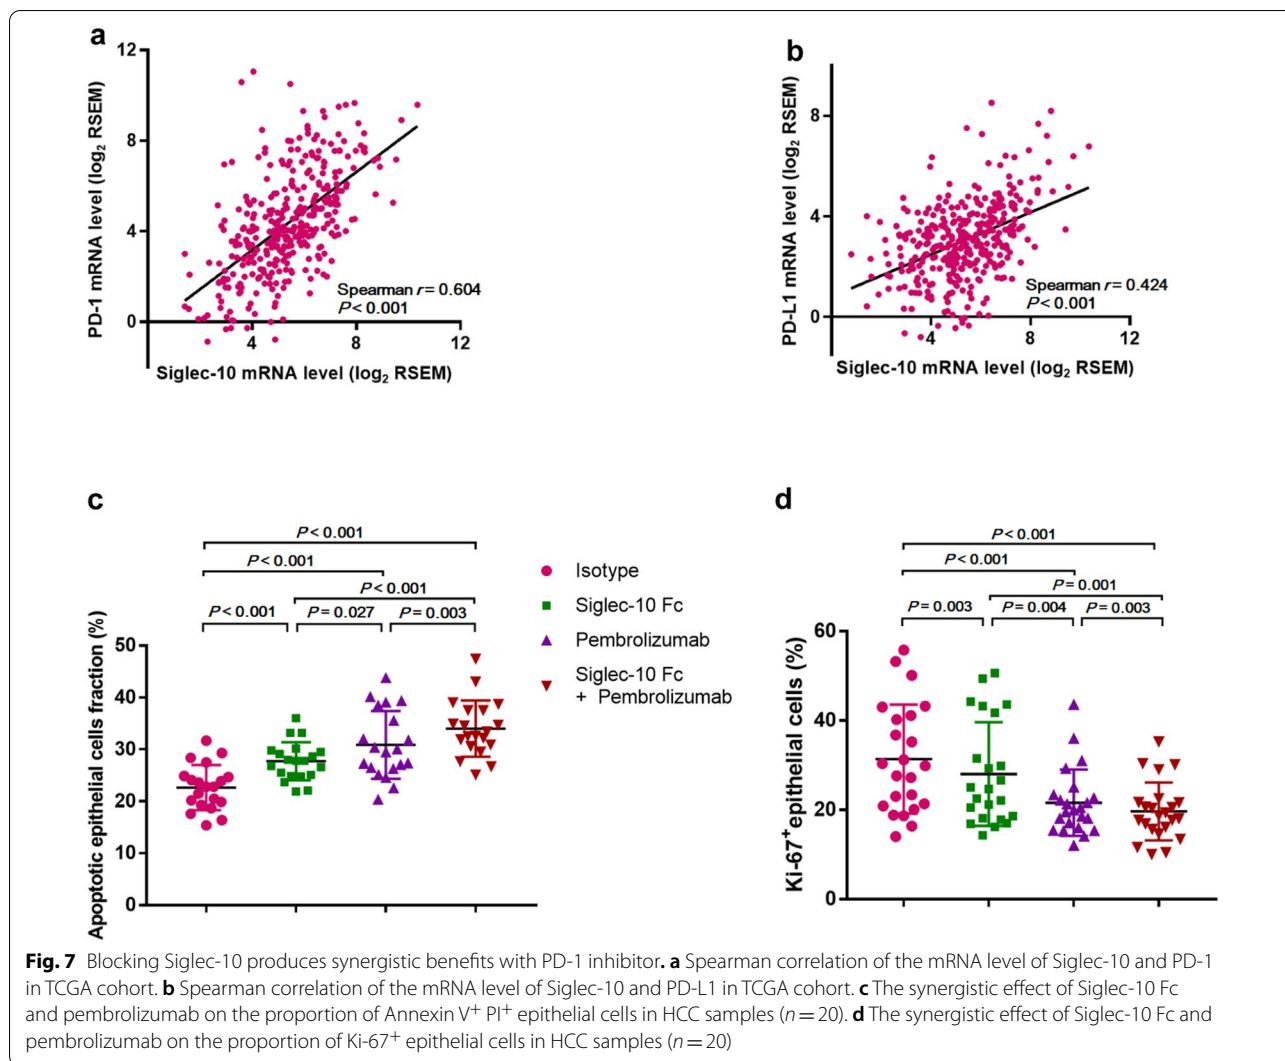 a
12
8
4
0
4
8
12
PD-1 mRNA level (log2 RSEM)
Spearman r = 0.604
P < 0.001
Siglec-10 mRNA level (log2 RSEM)
b
8
4
0
4
8
12
PD-L1 mRNA level (log2 RSEM)
Spearman r = 0.424
P < 0.001
Siglec-10 mRNA level (log2 RSEM)
c
P < 0.001
P < 0.001
P < 0.001
P < 0.001
P = 0.027
P = 0.003
50
40
30
20
10
0
Apoptotic epithelial cells fraction (%)
Isotype
Siglec-10 Fc
Pembrolizumab
Siglec-10 Fc
+ Pembrolizumab
d
P < 0.001
P < 0.001
P = 0.001
P = 0.003
P = 0.004
P = 0.003
60
40
20
0
Ki-67+epithelial cells (%)
Fig. 7 Blocking Siglec-10 produces synergistic benefits with PD-1 inhibitor. a Spearman correlation of the mRNA level of Siglec-10 and PD-1
in TCGA cohort. b Spearman correlation of the mRNA level of Siglec-10 and PD-L1 in TCGA cohort. c The synergistic effect of Siglec-10 Fc
and pembrolizumab on the proportion of Annexin V+ PI+ epithelial cells in HCC samples (n = 20). d The synergistic effect of Siglec-10 Fc and
pembrolizumab on the proportion of Ki-67+ epithelial cells in HCC samples (n = 20)